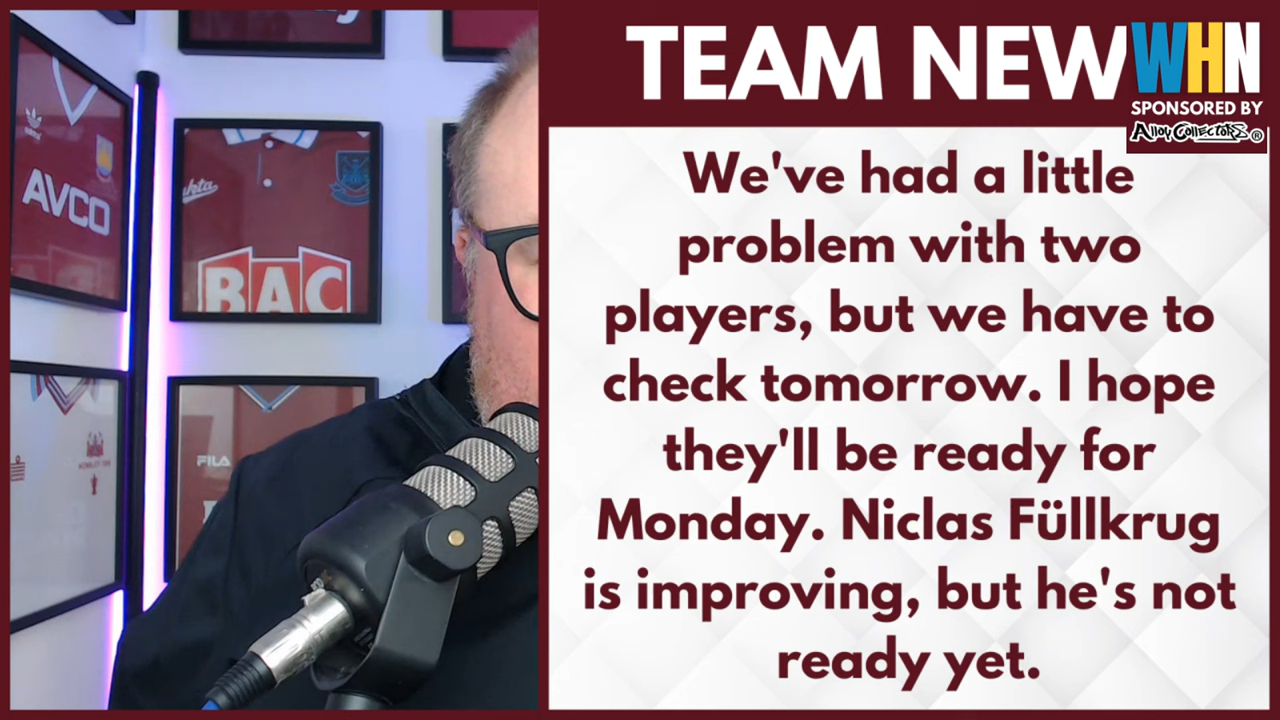 TEAM NEW
WHN
SPONSORED BY
Alloy Collectors ®
We've had a little
problem with two
players, but we have to
check tomorrow. I hope
they'll be ready for
Monday. Niclas Füllkrug
is improving, but he's not
ready yet.
AVCO
BAC
FILA